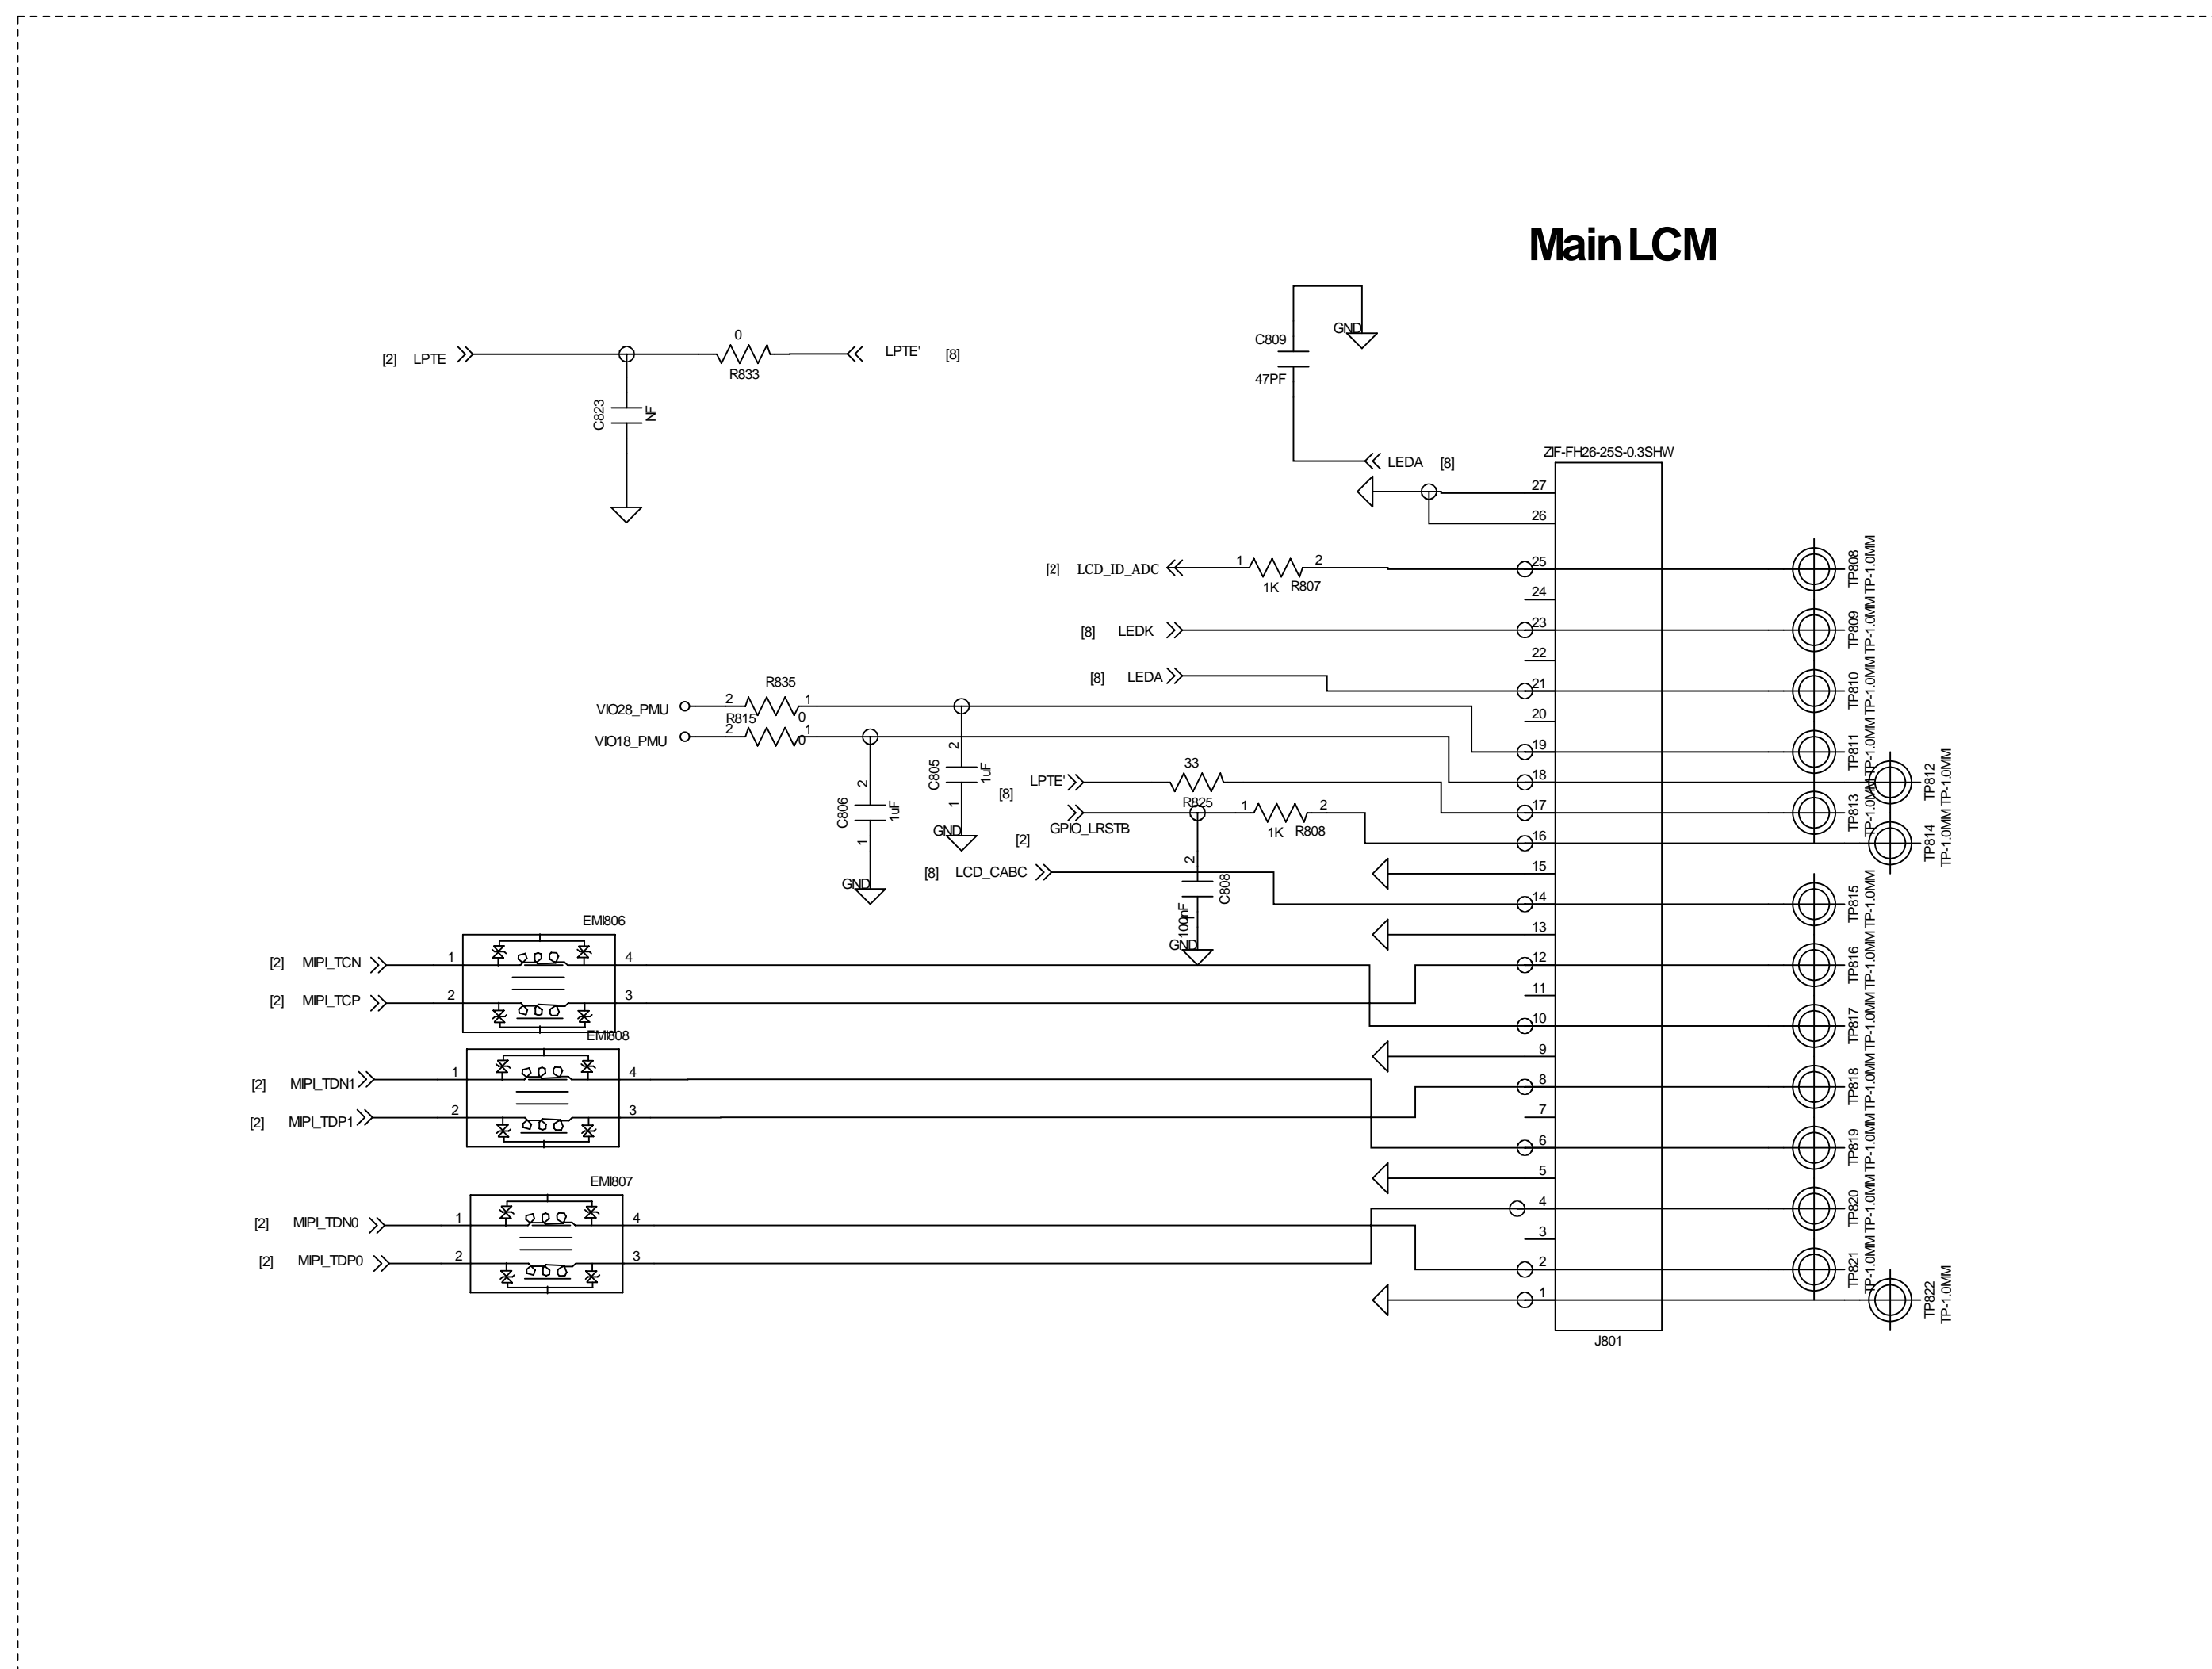 Main LCM
0
[2] LPTE LPTE' [8]
R833
C823 NF
GND
C809
47PF
LEDA [8]
ZIF-FH26-25S-0.3SHW
27
26
[2] LCD_ID_ADC 1 2 25 TP808 TP-1.0MM
1K R807
24
[8] LEDK 23 TP809 TP-1.0MM
22
[8] LEDA 21 TP810 TP-1.0MM
R835
VIO28_PMU 2 1
0
20
R815
VIO18_PMU 2 1
0
19 TP811 TP-1.0MM
2 C805 1uF 1
GND
2 C806 1uF 1
GND
33
LPTE' 18 TP812 TP-1.0MM
[8]
R825
17 TP813 TP-1.0MM
GPIO_LRSTB 1 2
1K R808
[2]
16 TP814 TP-1.0MM
15
[8] LCD_CABC
2 C808 100nF 1
GND
14 TP815 TP-1.0MM
13
EMI806
[2] MIPI_TCN 1 4 12 TP816 TP-1.0MM
[2] MIPI_TCP 2 3 11
10 TP817 TP-1.0MM
EMI808
9
[2] MIPI_TDN1 1 4 8 TP818 TP-1.0MM
[2] MIPI_TDP1 2 3 7
6 TP819 TP-1.0MM
5
EMI807
4 TP820 TP-1.0MM
[2] MIPI_TDN0 1 4 3
[2] MIPI_TDP0 2 3 2 TP821 TP-1.0MM
1 TP822 TP-1.0MM
J801